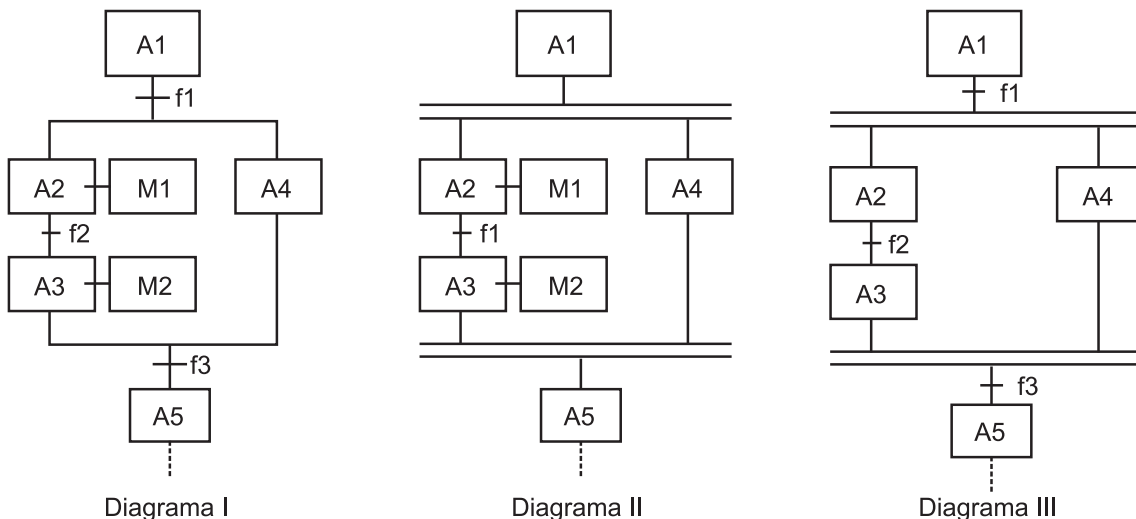 A1
f1
A2 M1 A4
f2
A3 M2
f3
A5
Diagrama I
A1
A2 M1 A4
f1
A3 M2
A5
Diagrama II
A1
f1
A2 A4
f2
A3
f3
A5
Diagrama III